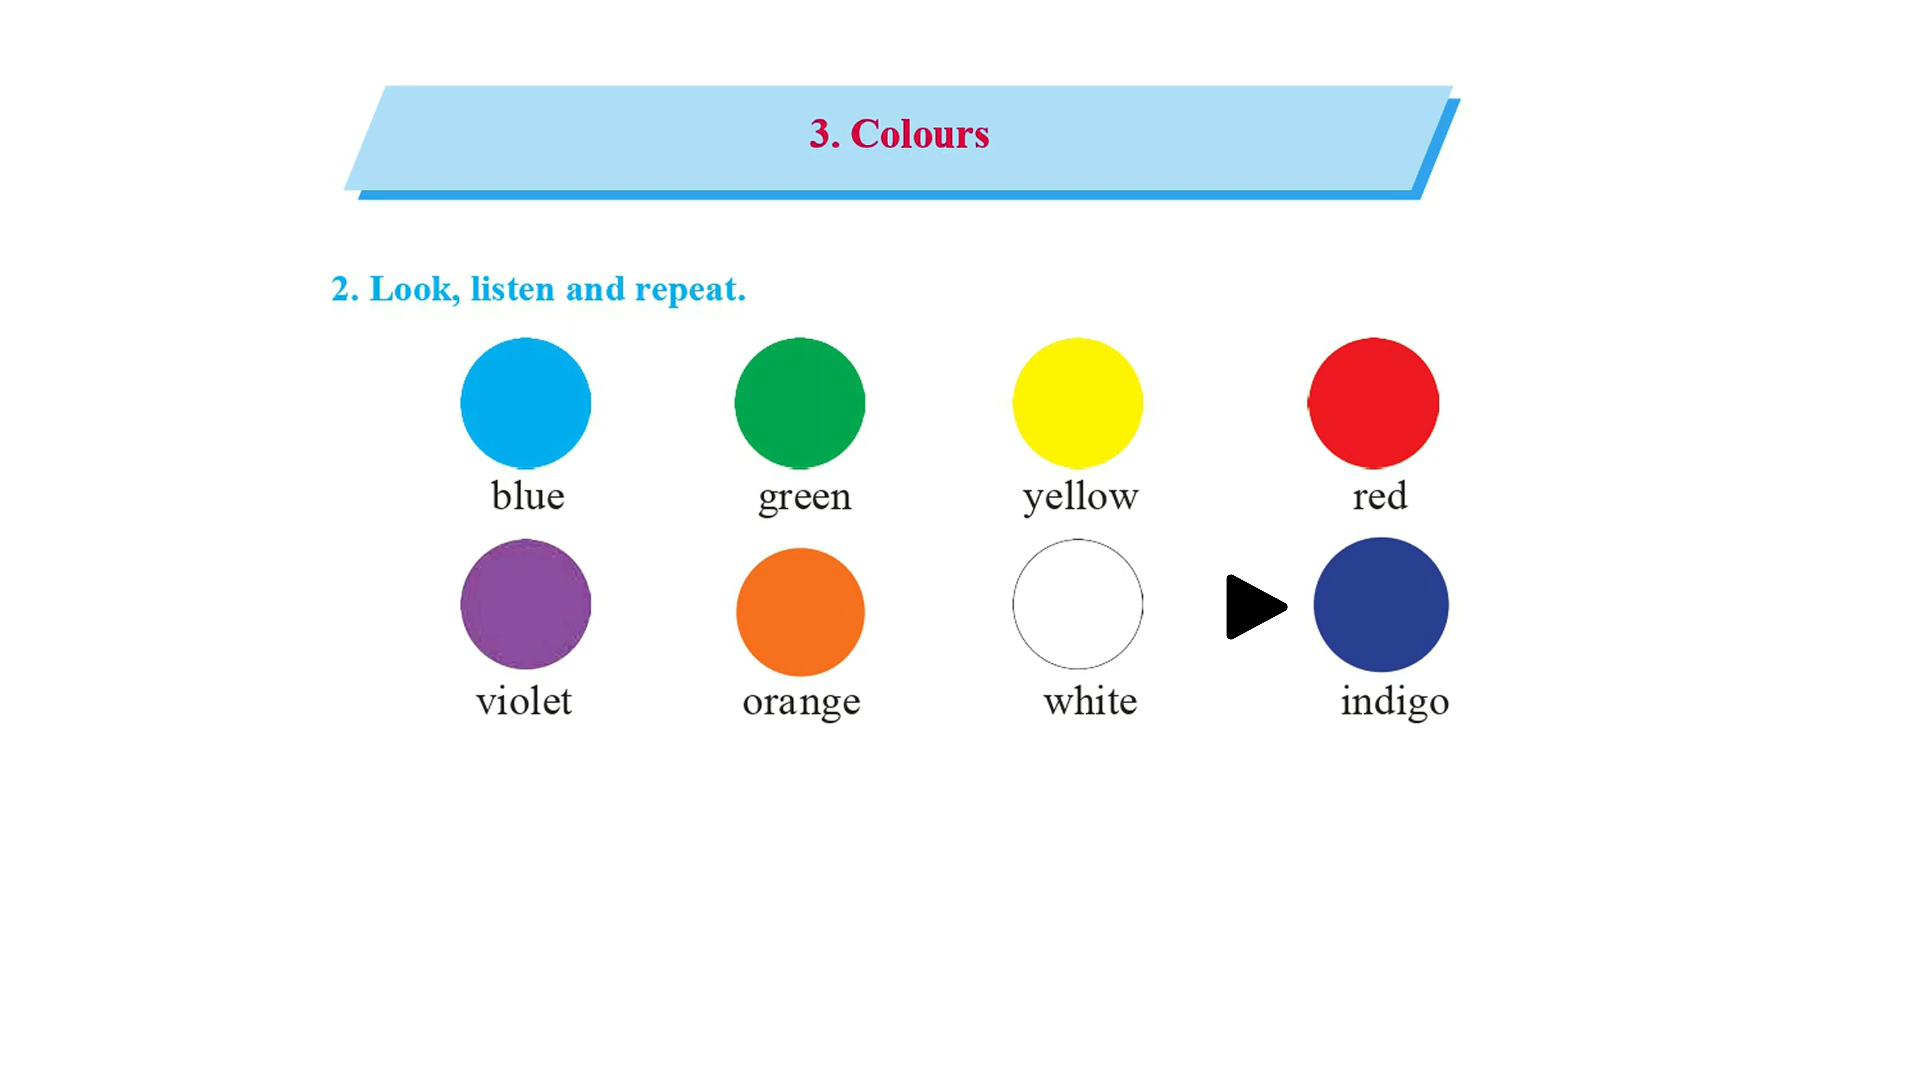 3. Colours
2. Look, listen and repeat.
blue green yellow red
violet orange white indigo